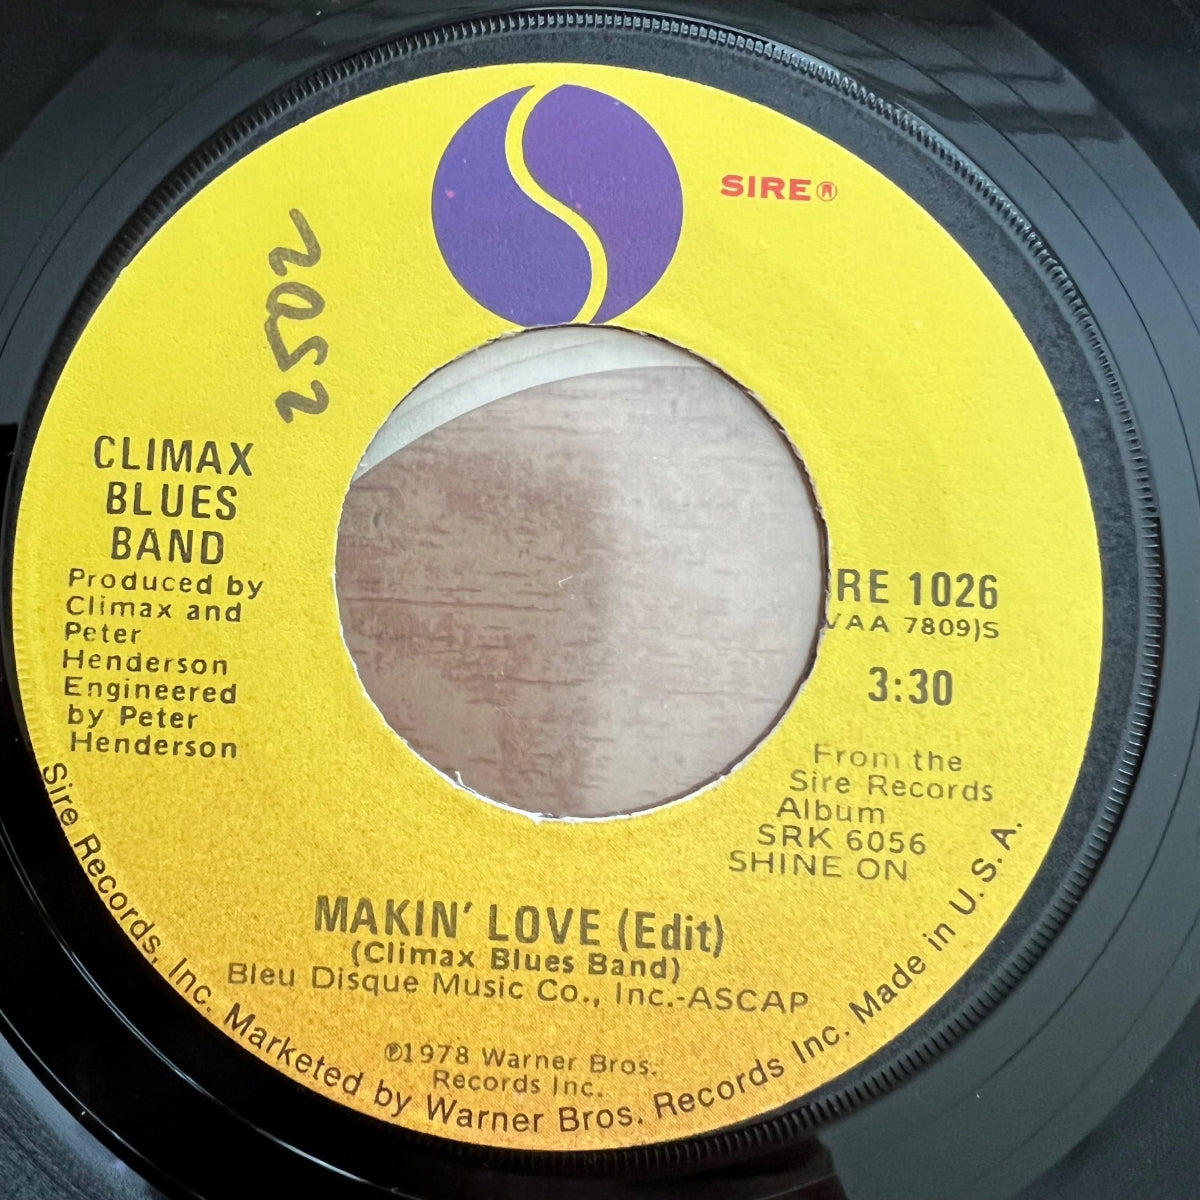 SIRE®
2502
CLIMAX
BLUES
BAND
Produced by
Climax and
Peter
Henderson
Engineered
by Peter
Henderson
RE 1026
VAA 7809)S
3:30
From the
Sire Records
Album
SRK 6056
SHINE ON
MAKIN' LOVE (Edit)
(Climax Blues Band)
Bleu Disque Music Co., Inc.-ASCAP
℗1978 Warner Bros.
Records Inc.
Sire Records, Inc. Marketed by Warner Bros. Records Inc. Made in U.S.A.